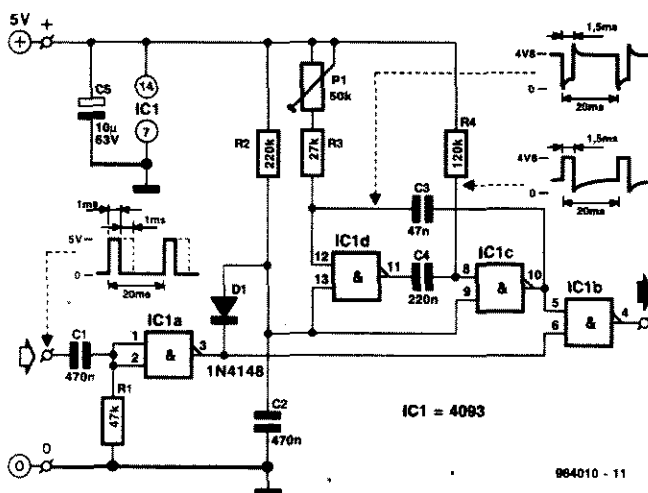 5V
+
+
C5
10µ
63V
14
IC1
7
R2
220k
P1
50k
R3
27k
R4
120k
1,5ms
4V8
0
20ms
1,5ms
4V8
0
20ms
C3
47n
1ms
1ms
5V
0
20ms
D1
1N4148
12
13
IC1d
&
11
C4
220n
8
9
IC1c
&
10
IC1b
5
6
&
4
C1
470n
1
2
IC1a
&
3
R1
47k
C2
470n
IC1 = 4093
0
0
984010 - 11